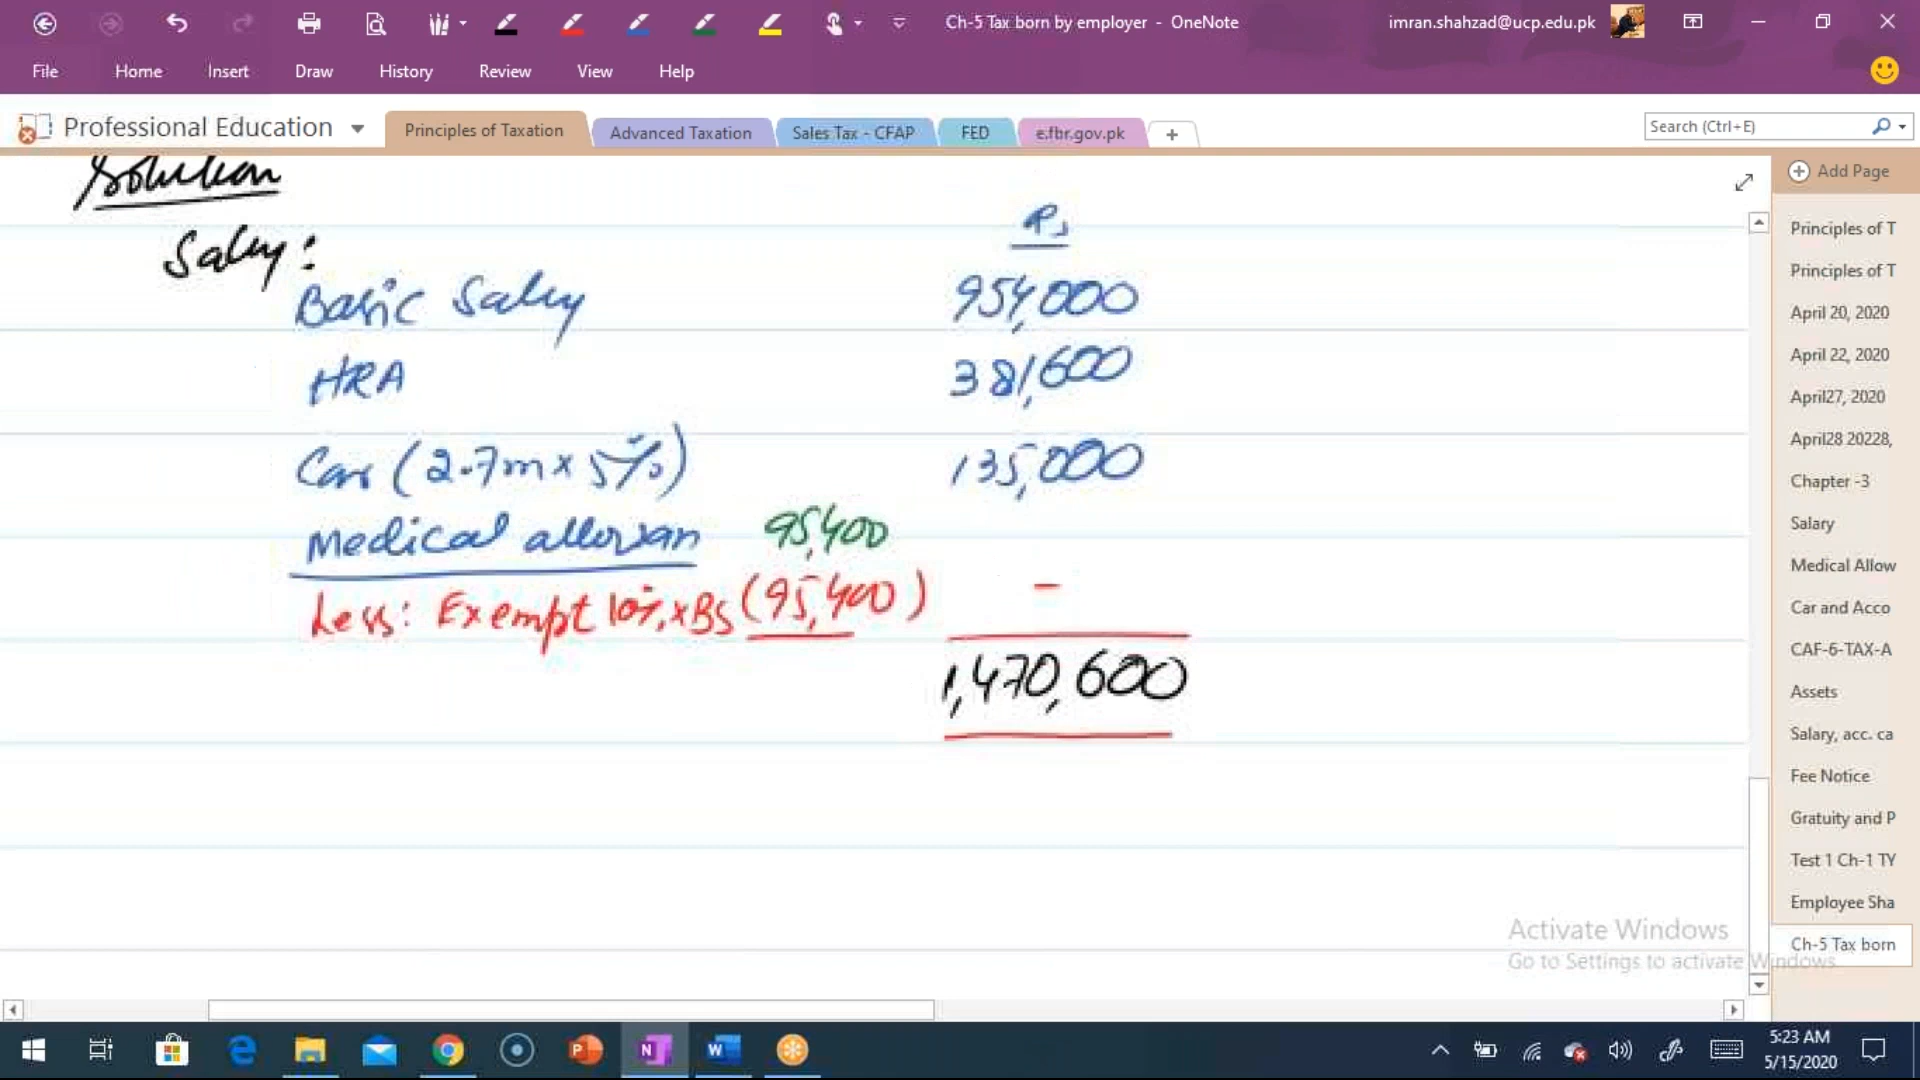 Ch-5 Tax born by employer - OneNote
imran.shahzad@ucp.edu.pk
File Home Insert Draw History Review View Help
Professional Education
Principles of Taxation
Advanced Taxation
Sales Tax - CFAP
FED
e.fbr.gov.pk
Search (Ctrl+E)
Add Page
Solution
Rs
Salry:
Basic Salry 954,000
HRA 381,600
Car (2.7m x 5%) 135,000
Medical allowan 95,400
Less: Exempt 10% x BS (95,400) -
1,470,600
Principles of T
Principles of T
April 20, 2020
April 22, 2020
April27, 2020
April28 20228,
Chapter -3
Salary
Medical Allow
Car and Acco
CAF-6-TAX-A
Assets
Salary, acc. ca
Fee Notice
Gratuity and P
Test 1 Ch-1 TY
Employee Sha
Ch-5 Tax born
Activate Windows
Go to Settings to activate Windows.
5:23 AM
5/15/2020